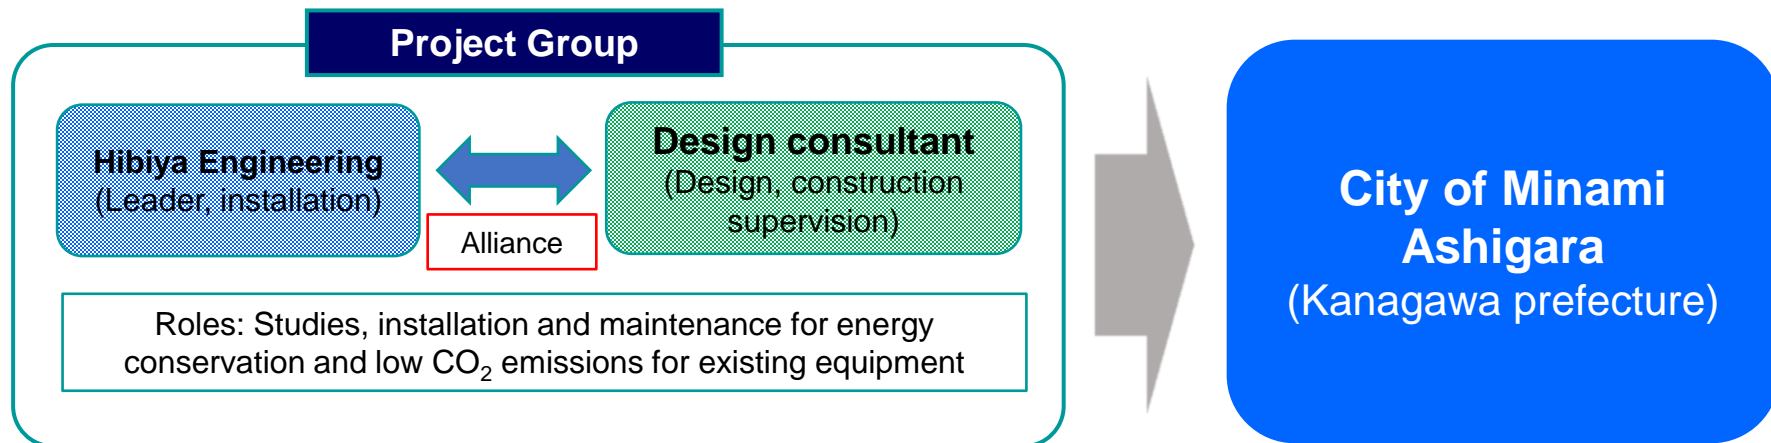 Project Group
Hibiya Engineering
(Leader, installation)
Alliance
Design consultant
(Design, construction
supervision)
Roles: Studies, installation and maintenance for energy
conservation and low CO₂ emissions for existing equipment
City of Minami
Ashigara
(Kanagawa prefecture)